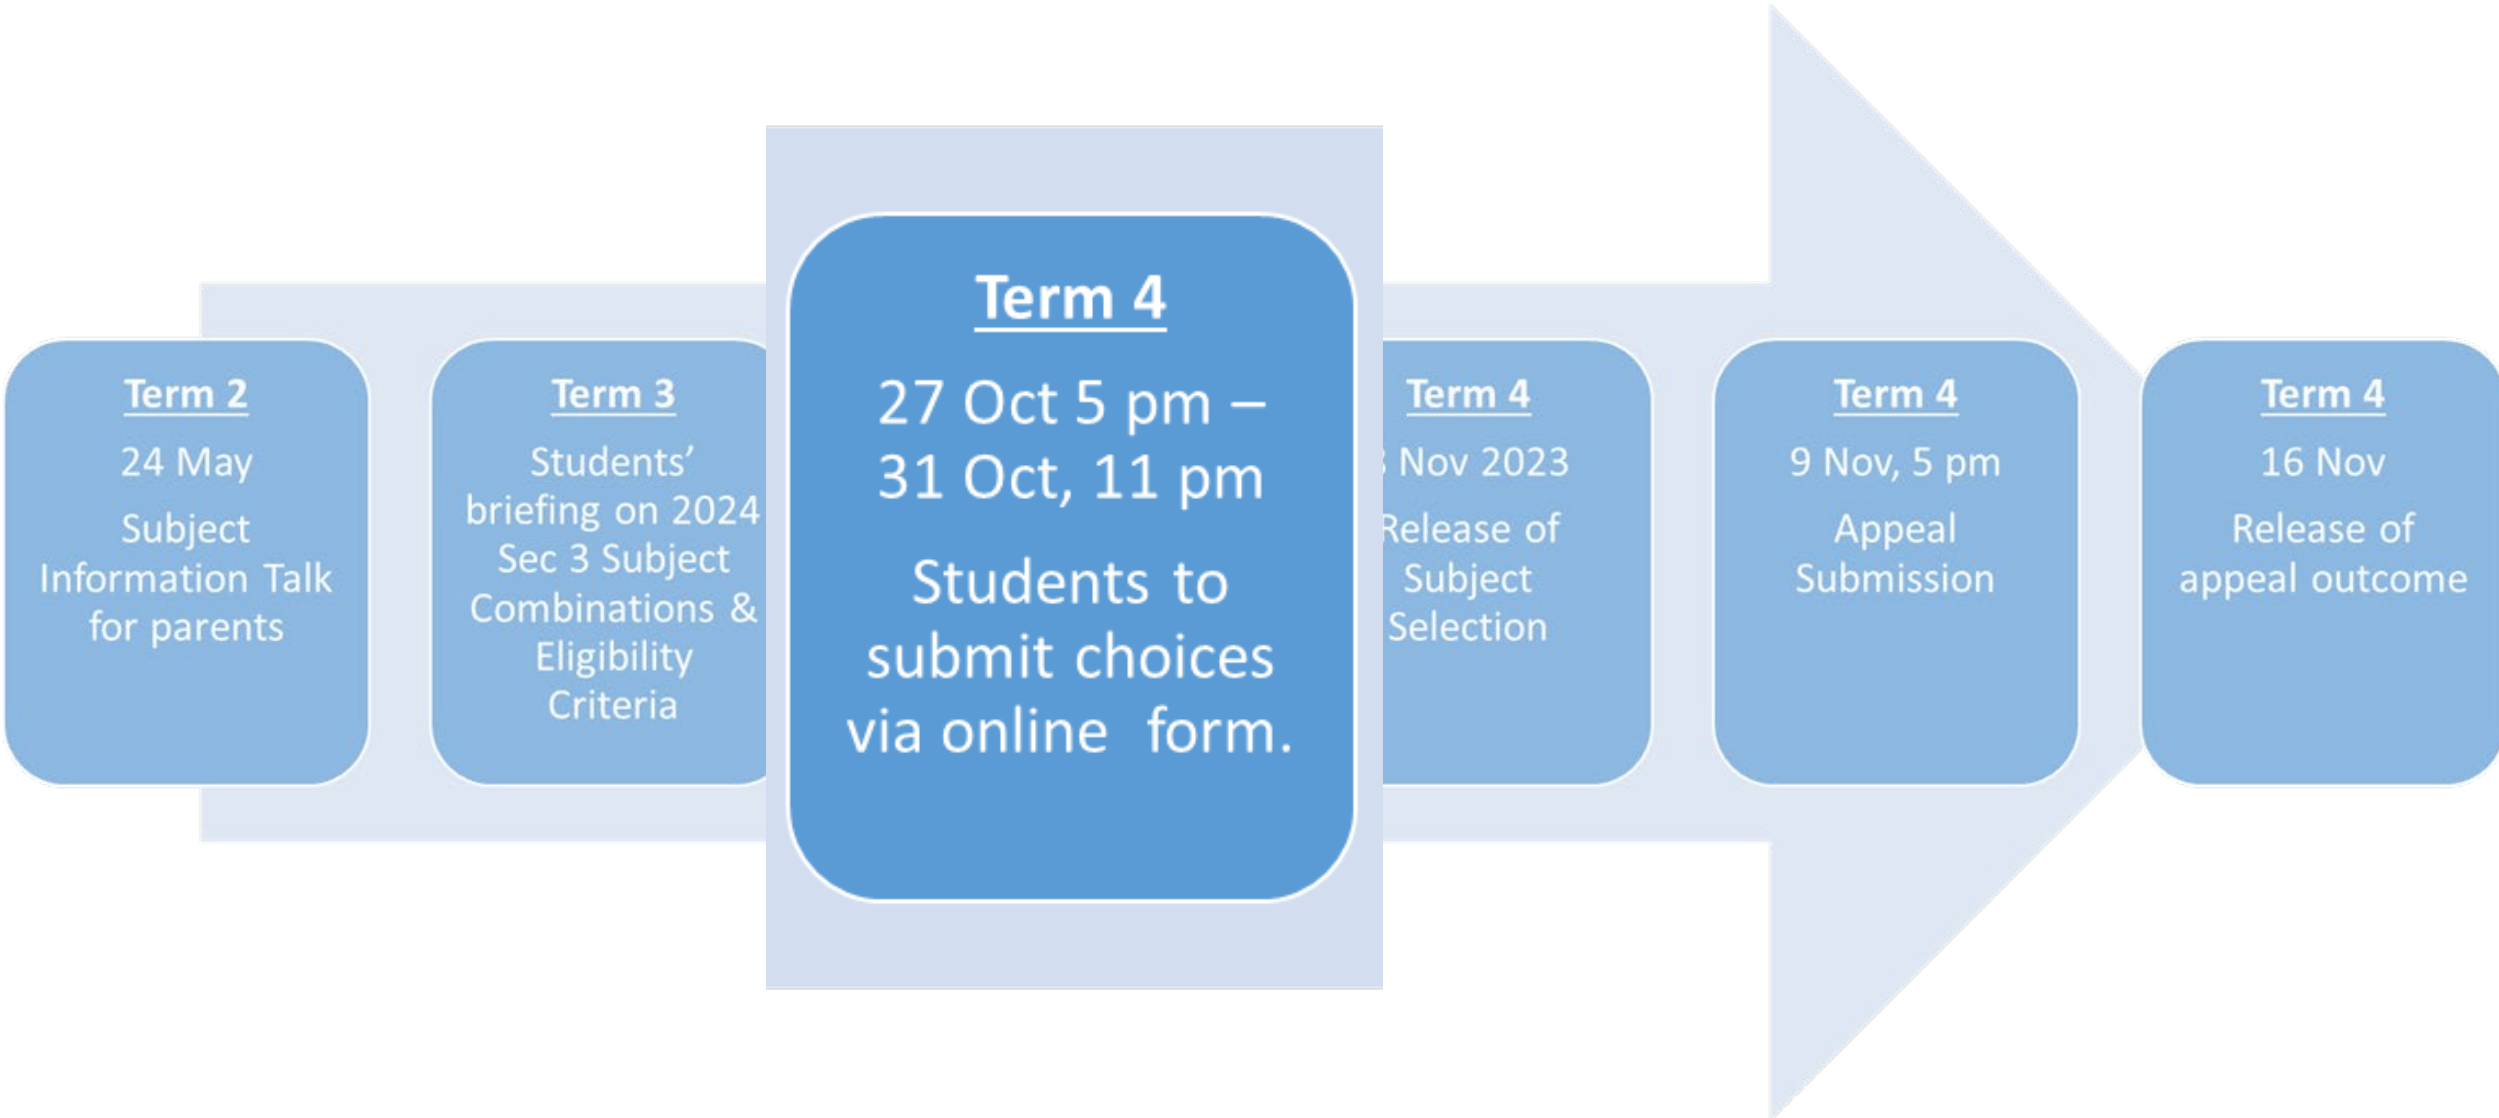 Term 2
24 May
Subject
Information Talk
for parents
Term 3
Students’
briefing on 2024
Sec 3 Subject
Combinations &
Eligibility
Criteria
Term 4
27 Oct 5 pm –
31 Oct, 11 pm
Students to
submit choices
via online form.
Term 4
Nov 2023
Release of
Subject
Selection
Term 4
9 Nov, 5 pm
Appeal
Submission
Term 4
16 Nov
Release of
appeal outcome